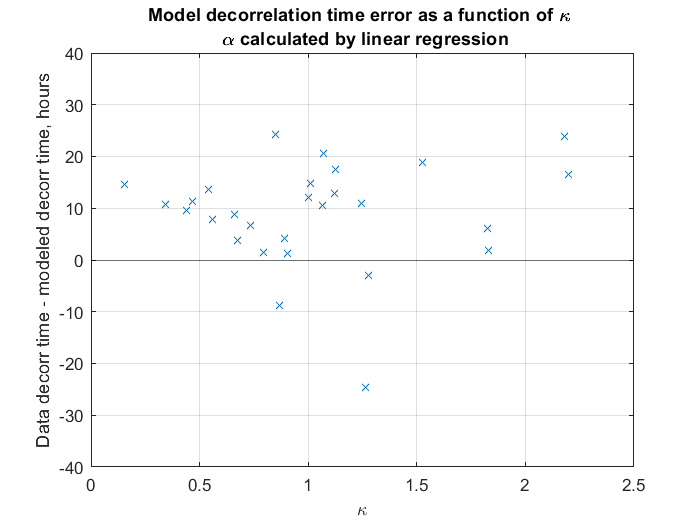 Model decorrelation time error as a function of κ
α calculated by linear regression
Data decorr time - modeled decorr time, hours
40
30
20
10
0
-10
-20
-30
-40
0 0.5 1 1.5 2 2.5
κ